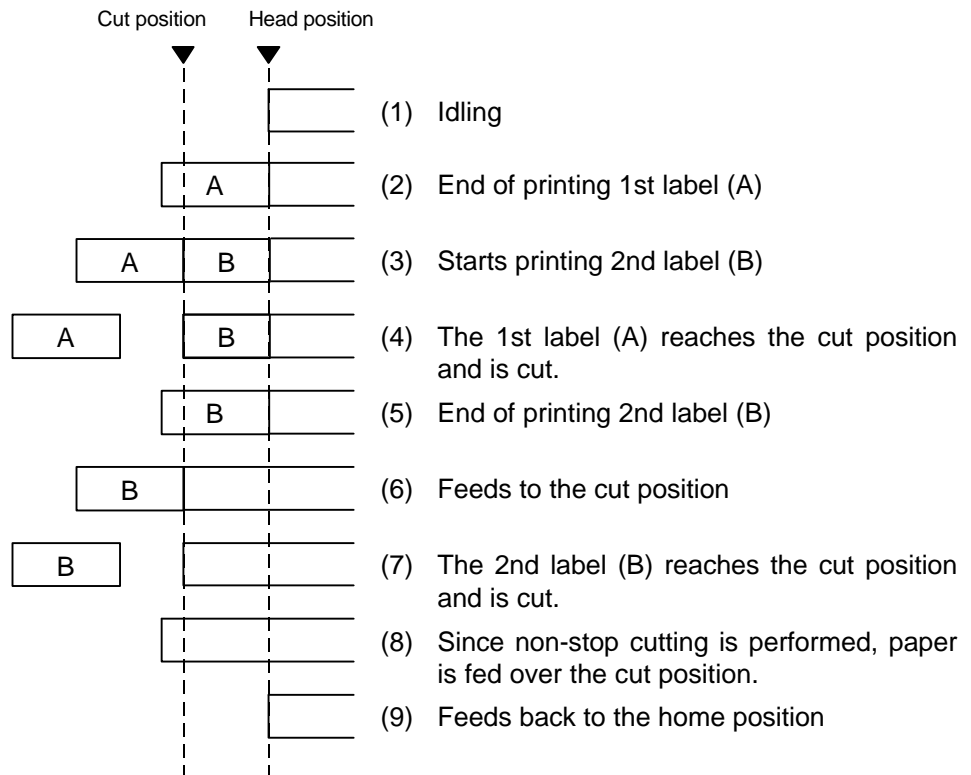 Cut position Head position
(1) Idling
A (2) End of printing 1st label (A)
A B (3) Starts printing 2nd label (B)
A B (4) The 1st label (A) reaches the cut position
and is cut.
B (5) End of printing 2nd label (B)
B (6) Feeds to the cut position
B (7) The 2nd label (B) reaches the cut position
and is cut.
(8) Since non-stop cutting is performed, paper
is fed over the cut position.
(9) Feeds back to the home position